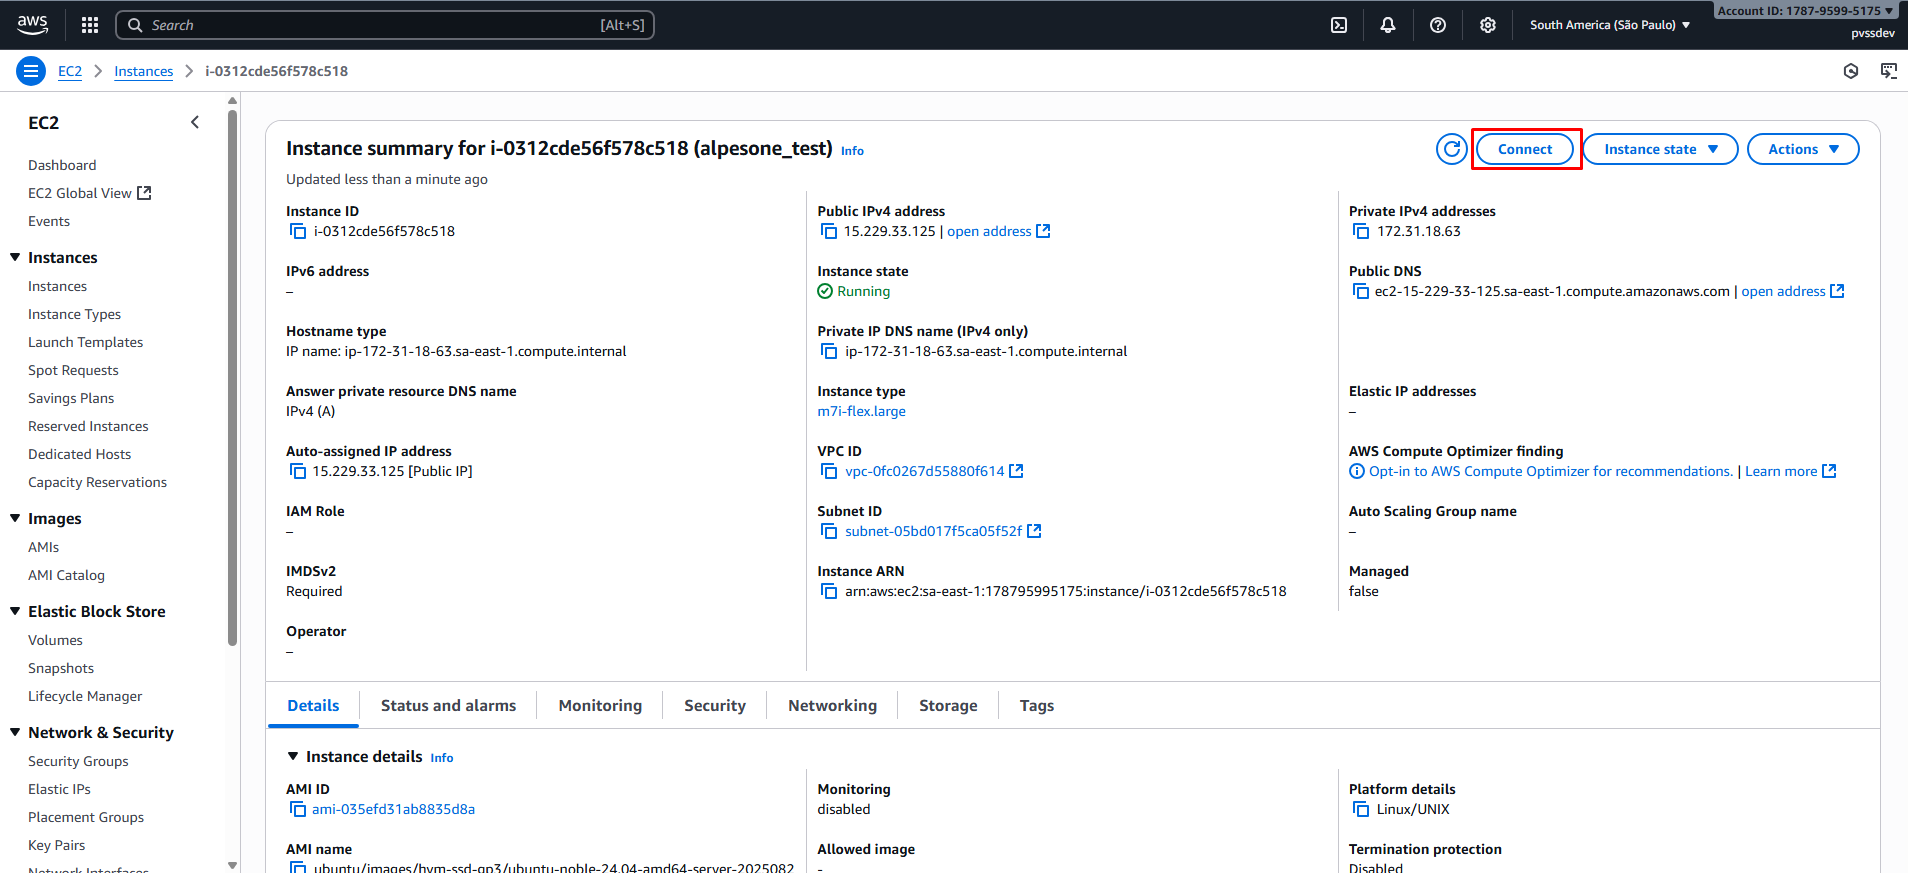 aws
Search [Alt+S]
South America (São Paulo)
Account ID: 1787-9599-5175
pvssdev
EC2 > Instances > i-0312cde56f578c518
EC2
Dashboard
EC2 Global View
Events
Instances
Instances
Instance Types
Launch Templates
Spot Requests
Savings Plans
Reserved Instances
Dedicated Hosts
Capacity Reservations
Images
AMIs
AMI Catalog
Elastic Block Store
Volumes
Snapshots
Lifecycle Manager
Network & Security
Security Groups
Elastic IPs
Placement Groups
Key Pairs
Network Interfaces
Instance summary for i-0312cde56f578c518 (alpesone_test) Info
Connect
Instance state
Actions
Updated less than a minute ago
Instance ID
i-0312cde56f578c518
Public IPv4 address
15.229.33.125 | open address
Private IPv4 addresses
172.31.18.63
IPv6 address
–
Instance state
Running
Public DNS
ec2-15-229-33-125.sa-east-1.compute.amazonaws.com | open address
Hostname type
IP name: ip-172-31-18-63.sa-east-1.compute.internal
Private IP DNS name (IPv4 only)
ip-172-31-18-63.sa-east-1.compute.internal
Answer private resource DNS name
IPv4 (A)
Instance type
m7i-flex.large
Elastic IP addresses
–
Auto-assigned IP address
15.229.33.125 [Public IP]
VPC ID
vpc-0fc0267d55880f614
AWS Compute Optimizer finding
Opt-in to AWS Compute Optimizer for recommendations. | Learn more
IAM Role
–
Subnet ID
subnet-05bd017f5ca05f52f
Auto Scaling Group name
–
IMDSv2
Required
Instance ARN
arn:aws:ec2:sa-east-1:178795995175:instance/i-0312cde56f578c518
Managed
false
Operator
–
Details
Status and alarms
Monitoring
Security
Networking
Storage
Tags
Instance details Info
AMI ID
ami-035efd31ab8835d8a
Monitoring
disabled
Platform details
Linux/UNIX
AMI name
ubuntu/images/hvm-ssd-gp3/ubuntu-noble-24.04-amd64-server-2025082
Allowed image
-
Termination protection
Disabled